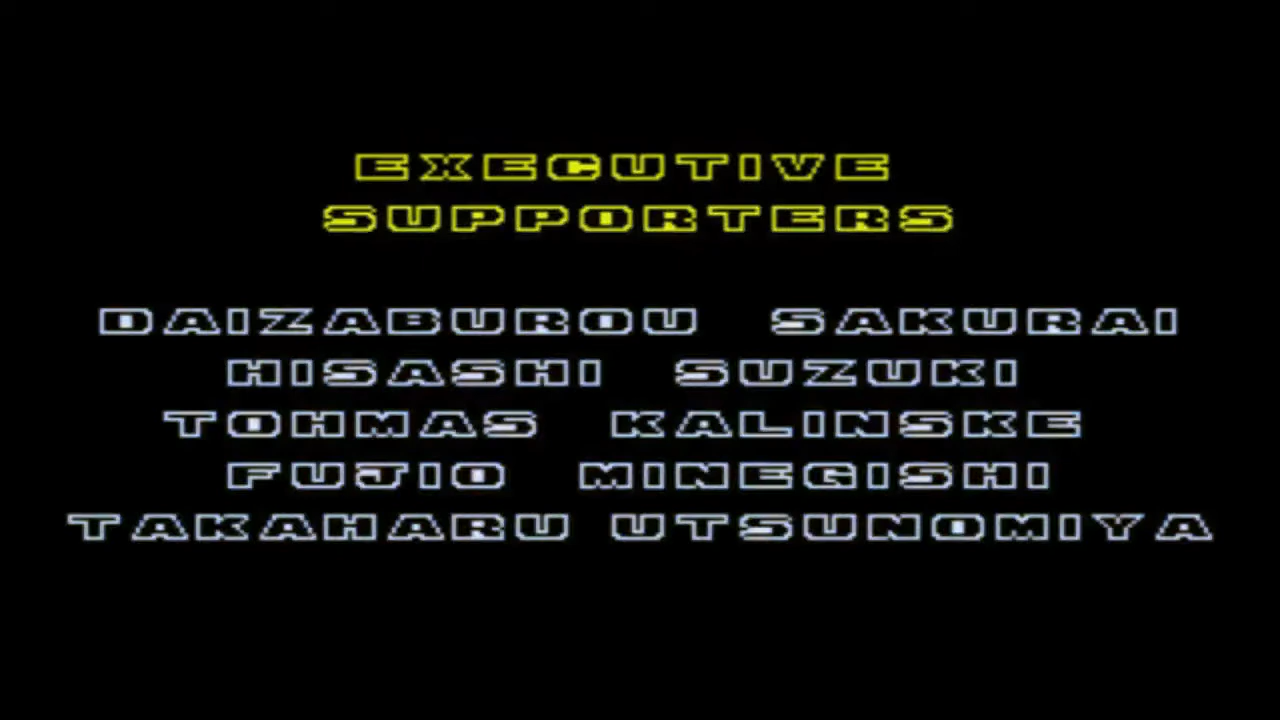 EXECUTIVE
SUPPORTERS
DAIZABUROU SAKURAI
HISASHI SUZUKI
TOHMAS KALINSKE
FUJIO MINEGISHI
TAKAHARU UTSUNOMIYA